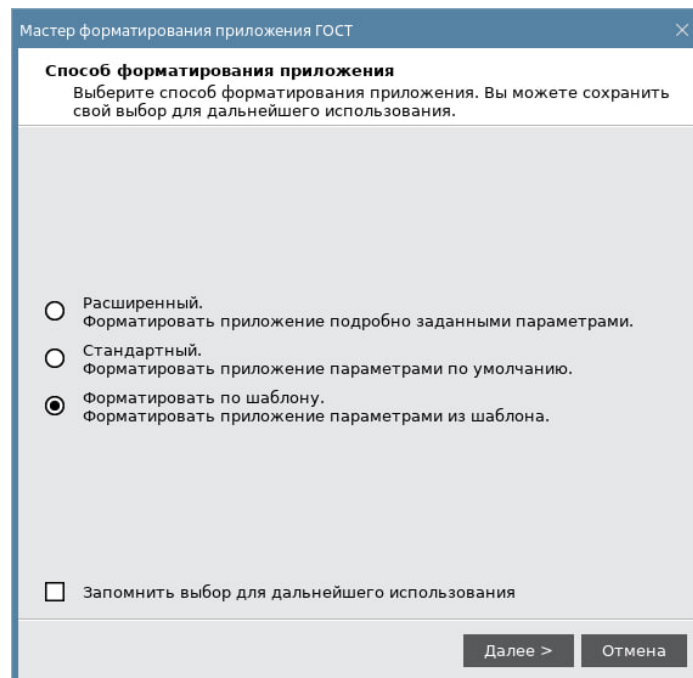 Мастер форматирования приложения ГОСТ
Способ форматирования приложения
Выберите способ форматирования приложения. Вы можете сохранить
свой выбор для дальнейшего использования.
Расширенный.
Форматировать приложение подробно заданными параметрами.
Стандартный.
Форматировать приложение параметрами по умолчанию.
Форматировать по шаблону.
Форматировать приложение параметрами из шаблона.
Запомнить выбор для дальнейшего использования
Далее > Отмена